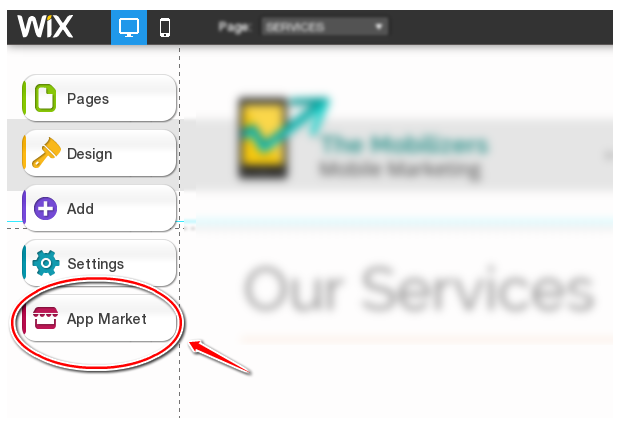 WiX
Page: SERVICES
Pages
Design
Add
Settings
App Market
The Mobilizers
Mobile Marketing
Our Services